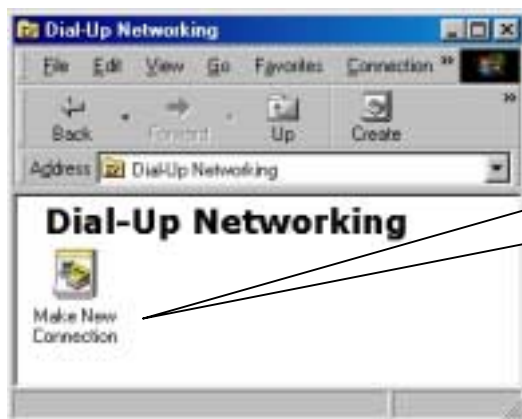 Dial-Up Networking
File Edit View Go Favorites Connection »
Back Forward Up Create »
Address Dial-Up Networking
Dial-Up Networking
Make New
Connection